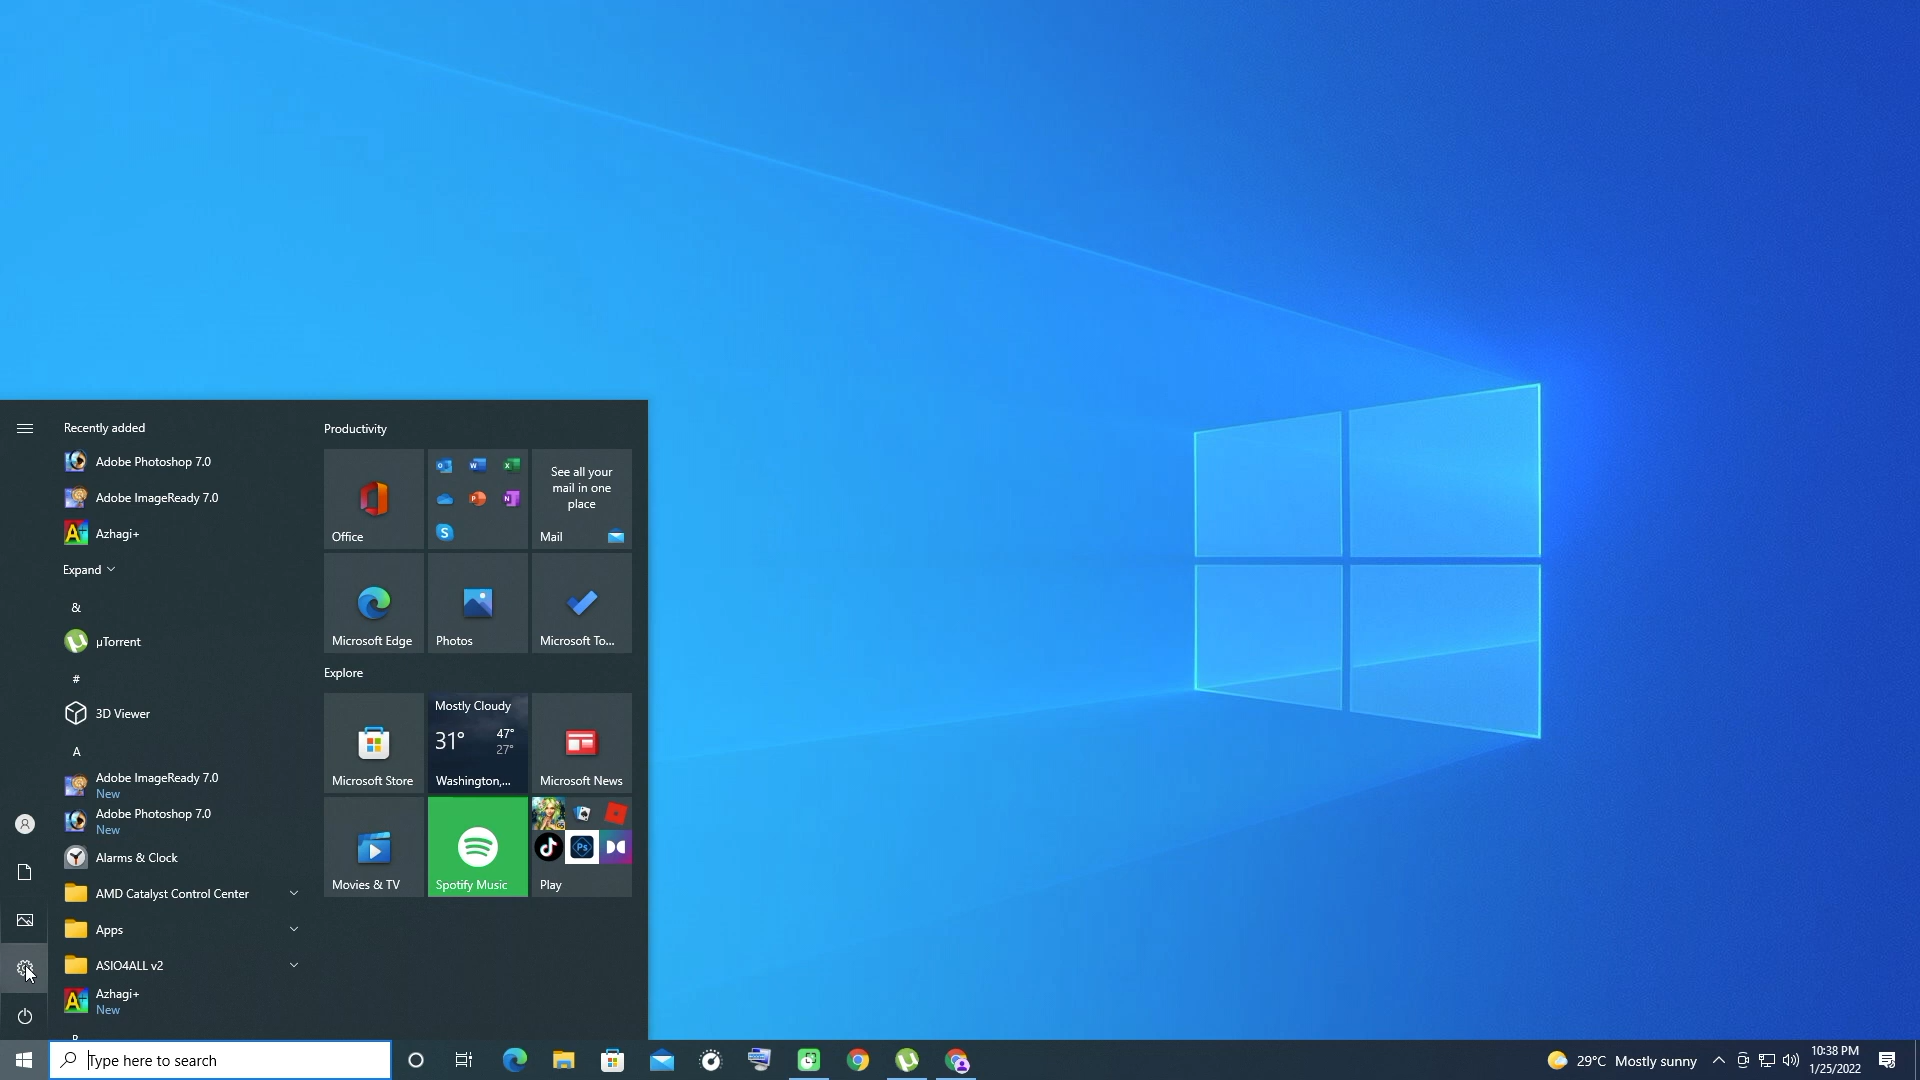 Recently added
Adobe Photoshop 7.0
Adobe ImageReady 7.0
Azhagi+
Expand
&
µTorrent
#
3D Viewer
A
Adobe ImageReady 7.0
New
Adobe Photoshop 7.0
New
Alarms & Clock
AMD Catalyst Control Center
Apps
ASIO4ALL v2
Azhagi+
New
Productivity
Office
See all your
mail in one
place
Mail
Microsoft Edge
Photos
Microsoft To...
Explore
Microsoft Store
Mostly Cloudy
31°
47°
27°
Washington,...
Microsoft News
Movies & TV
Spotify Music
Ps
Play
Type here to search
29°C Mostly sunny
10:38 PM
1/25/2022